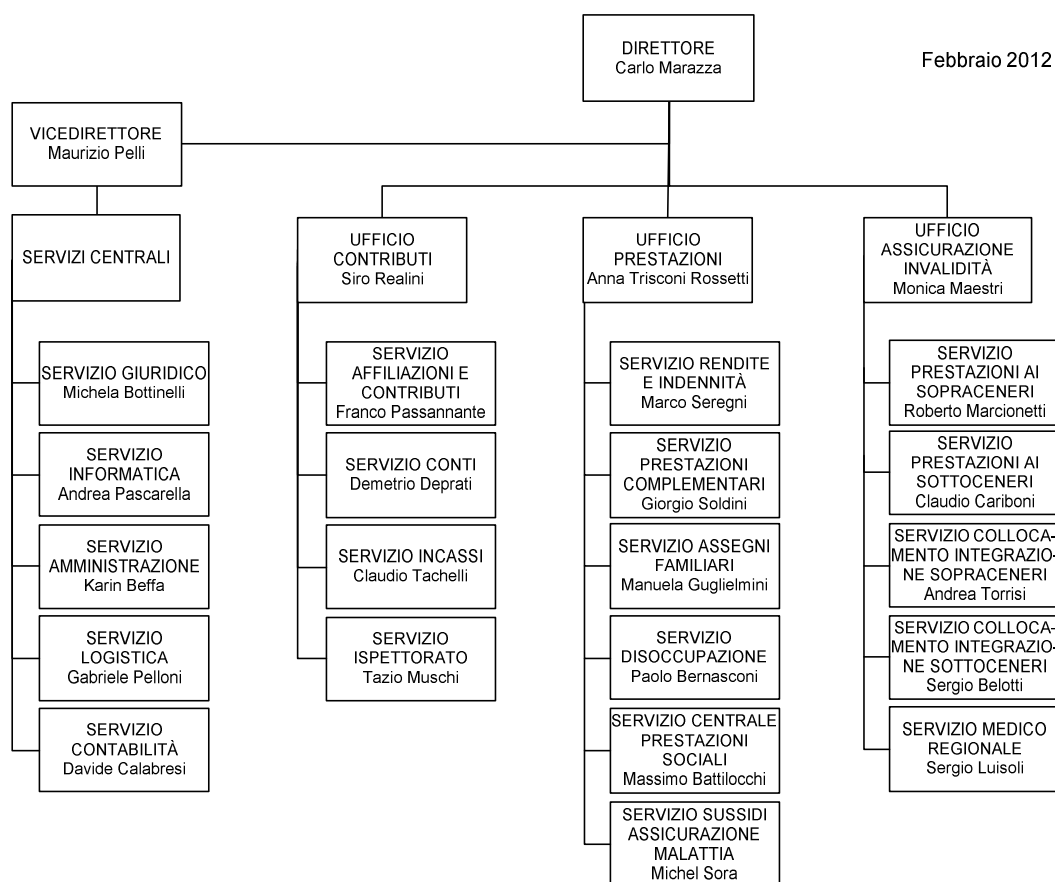 DIRETTORE
Carlo Marazza
Febbraio 2012
VICEDIRETTORE
Maurizio Pelli
SERVIZI CENTRALI
UFFICIO
CONTRIBUTI
Siro Realini
UFFICIO
PRESTAZIONI
Anna Trisconi Rossetti
UFFICIO
ASSICURAZIONE
INVALIDITÀ
Monica Maestri
SERVIZIO GIURIDICO
Michela Bottinelli
SERVIZIO
INFORMATICA
Andrea Pascarella
SERVIZIO
AMMINISTRAZIONE
Karin Beffa
SERVIZIO
LOGISTICA
Gabriele Pelloni
SERVIZIO
CONTABILITÀ
Davide Calabresi
SERVIZIO
AFFILIAZIONI E
CONTRIBUTI
Franco Passannante
SERVIZIO CONTI
Demetrio Deprati
SERVIZIO INCASSI
Claudio Tachelli
SERVIZIO
ISPETTORATO
Tazio Muschi
SERVIZIO RENDITE
E INDENNITÀ
Marco Seregni
SERVIZIO
PRESTAZIONI
COMPLEMENTARI
Giorgio Soldini
SERVIZIO ASSEGNI
FAMILIARI
Manuela Guglielmini
SERVIZIO
DISOCCUPAZIONE
Paolo Bernasconi
SERVIZIO CENTRALE
PRESTAZIONI
SOCIALI
Massimo Battilocchi
SERVIZIO SUSSIDI
ASSICURAZIONE
MALATTIA
Michel Sora
SERVIZIO
PRESTAZIONI AI
SOPRACENERI
Roberto Marcionetti
SERVIZIO
PRESTAZIONI AI
SOTTOCENERI
Claudio Cariboni
SERVIZIO COLLOCA-
MENTO INTEGRAZIO-
NE SOPRACENERI
Andrea Torrisi
SERVIZIO COLLOCA-
MENTO INTEGRAZIO-
NE SOTTOCENERI
Sergio Belotti
SERVIZIO MEDICO
REGIONALE
Sergio Luisoli